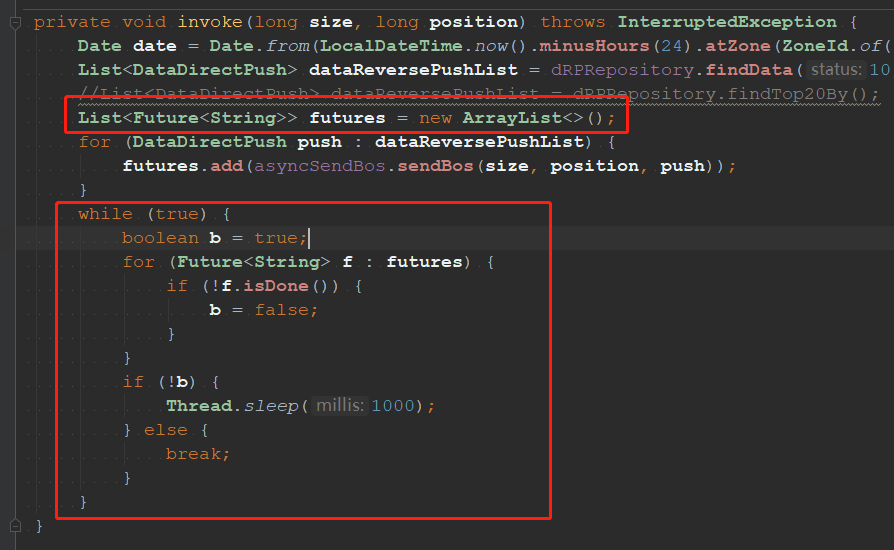 private void invoke(long size, long position) throws InterruptedException {
Date date = Date.from(LocalDateTime.now().minusHours(24).atZone(ZoneId.of(
List<DataDirectPush> dataReversePushList = dRPRepository.findData( status: 10
//List<DataDirectPush> dataReversePushList = dRPRepository.findTop20By();
List<Future<String>> futures = new ArrayList<>();
for (DataDirectPush push : dataReversePushList) {
futures.add(asyncSendBos.sendBos(size, position, push));
}
while (true) {
boolean b = true;
for (Future<String> f : futures) {
if (!f.isDone()) {
b = false;
}
}
if (!b) {
Thread.sleep( millis: 1000);
} else {
break;
}
}
}